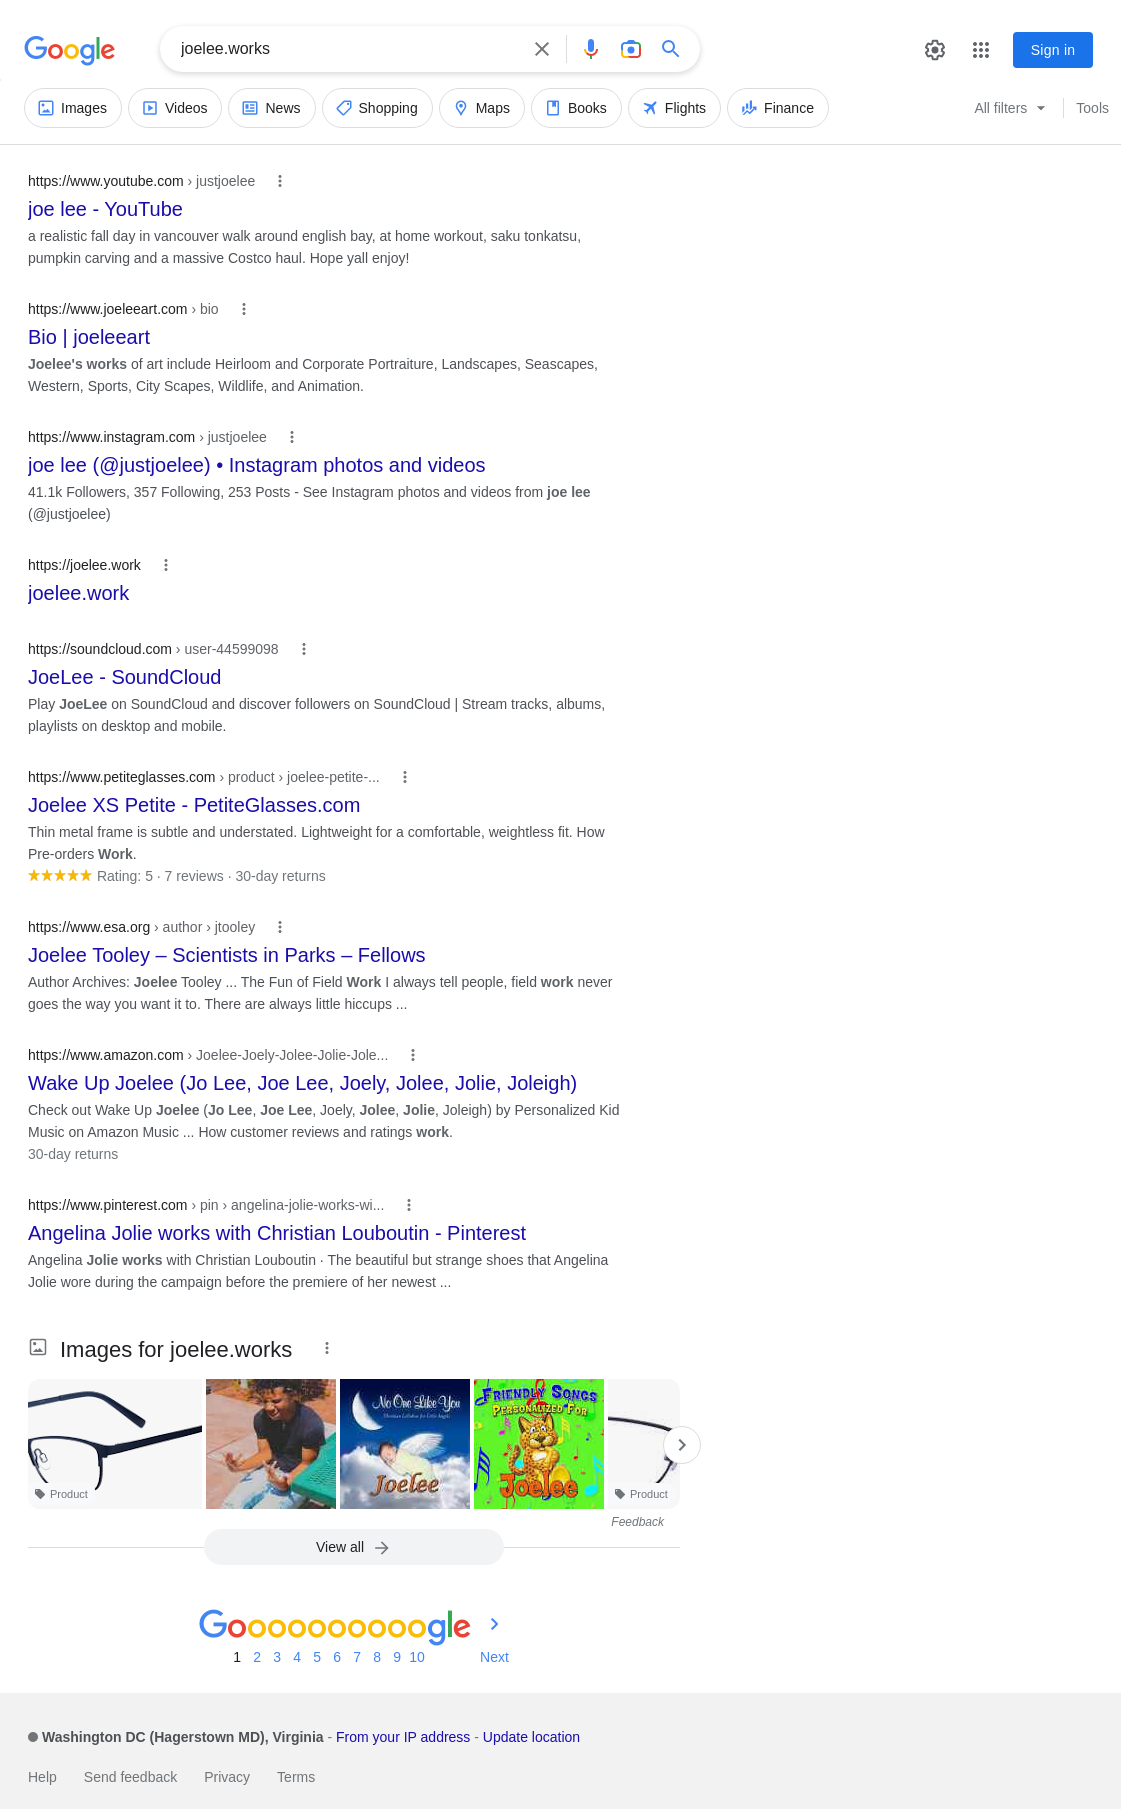 Google
joelee.works
Sign in
Images
Videos
News
Shopping
Maps
Books
Flights
Finance
All filters
Tools
https://www.youtube.com › justjoelee
joe lee - YouTube
a realistic fall day in vancouver walk around english bay, at home workout, saku tonkatsu,
pumpkin carving and a massive Costco haul. Hope yall enjoy!
https://www.joeleeart.com › bio
Bio | joeleeart
Joelee's works of art include Heirloom and Corporate Portraiture, Landscapes, Seascapes,
Western, Sports, City Scapes, Wildlife, and Animation.
https://www.instagram.com › justjoelee
joe lee (@justjoelee) • Instagram photos and videos
41.1k Followers, 357 Following, 253 Posts - See Instagram photos and videos from joe lee
(@justjoelee)
https://joelee.work
joelee.work
https://soundcloud.com › user-44599098
JoeLee - SoundCloud
Play JoeLee on SoundCloud and discover followers on SoundCloud | Stream tracks, albums,
playlists on desktop and mobile.
https://www.petiteglasses.com › product › joelee-petite-...
Joelee XS Petite - PetiteGlasses.com
Thin metal frame is subtle and understated. Lightweight for a comfortable, weightless fit. How
Pre-orders Work.
Rating: 5 · 7 reviews · 30-day returns
https://www.esa.org › author › jtooley
Joelee Tooley – Scientists in Parks – Fellows
Author Archives: Joelee Tooley ... The Fun of Field Work I always tell people, field work never
goes the way you want it to. There are always little hiccups ...
https://www.amazon.com › Joelee-Joely-Jolee-Jolie-Jole...
Wake Up Joelee (Jo Lee, Joe Lee, Joely, Jolee, Jolie, Joleigh)
Check out Wake Up Joelee (Jo Lee, Joe Lee, Joely, Jolee, Jolie, Joleigh) by Personalized Kid
Music on Amazon Music ... How customer reviews and ratings work.
30-day returns
https://www.pinterest.com › pin › angelina-jolie-works-wi...
Angelina Jolie works with Christian Louboutin - Pinterest
Angelina Jolie works with Christian Louboutin · The beautiful but strange shoes that Angelina
Jolie wore during the campaign before the premiere of her newest ...
Images for joelee.works
No One Like You
Christian Lullabies for Little Angels
Joelee
FRIENDLY SONGS
PERSONALIZED FOR
Joelee
Product
Product
Feedback
View all
Goooooooooogle
1 2 3 4 5 6 7 8 9 10 Next
Washington DC (Hagerstown MD), Virginia - From your IP address - Update location
Help Send feedback Privacy Terms